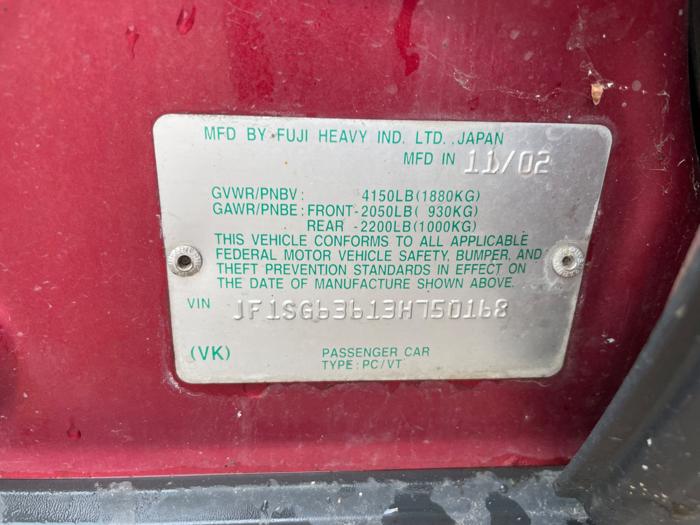 MFD BY FUJI HEAVY IND. LTD. JAPAN
MFD IN 11/02
GVWR/PNBV: 4150LB(1880KG)
GAWR/PNBE: FRONT-2050LB( 930KG)
REAR -2200LB(1000KG)
THIS VEHICLE CONFORMS TO ALL APPLICABLE
FEDERAL MOTOR VEHICLE SAFETY, BUMPER, AND
THEFT PREVENTION STANDARDS IN EFFECT ON
THE DATE OF MANUFACTURE SHOWN ABOVE.
VIN JF1SG63613H750168
(VK) PASSENGER CAR
TYPE: PC/VT